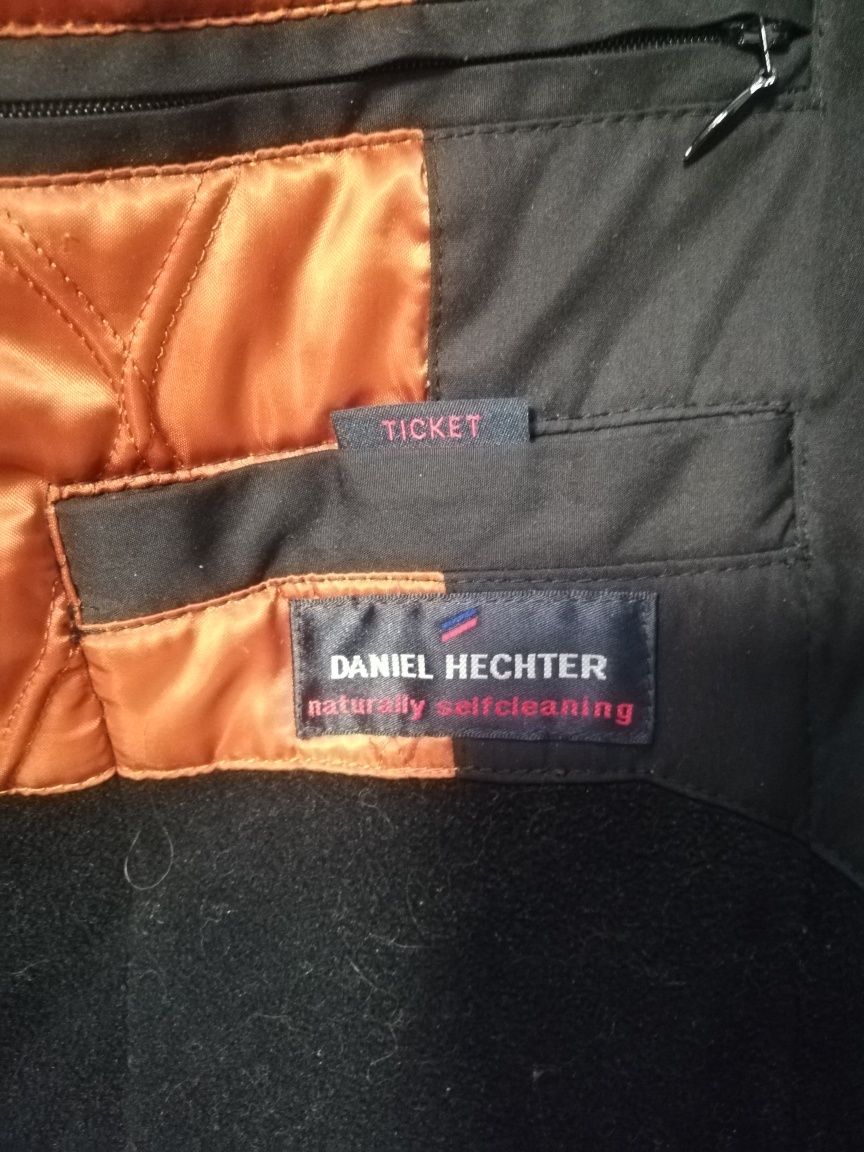 TICKET
DANIEL HECHTER
naturally selfcleaning